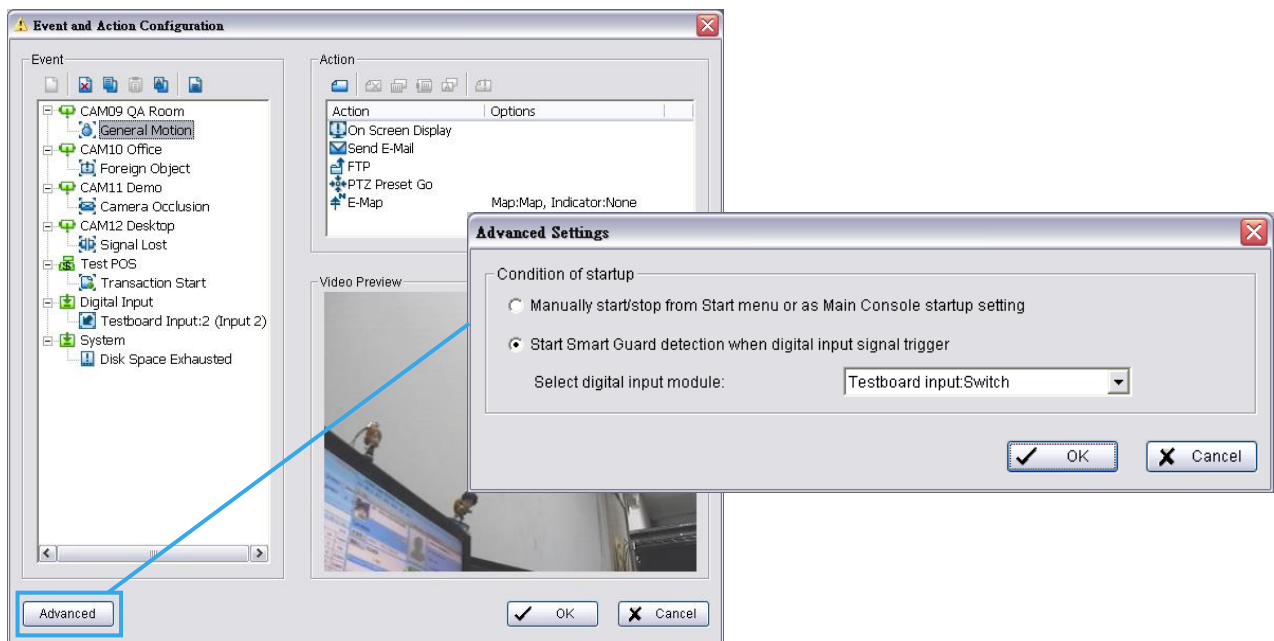 Event and Action Configuration
Event
CAM09 QA Room
General Motion
CAM10 Office
Foreign Object
CAM11 Demo
Camera Occlusion
CAM12 Desktop
Signal Lost
Test POS
Transaction Start
Digital Input
Testboard Input:2 (Input 2)
System
Disk Space Exhausted
Action
Action Options
On Screen Display
Send E-Mail
FTP
PTZ Preset Go
E-Map Map:Map, Indicator:None
Video Preview
Advanced
OK
Cancel
Advanced Settings
Condition of startup
Manually start/stop from Start menu or as Main Console startup setting
Start Smart Guard detection when digital input signal trigger
Select digital input module: Testboard input:Switch
OK
Cancel